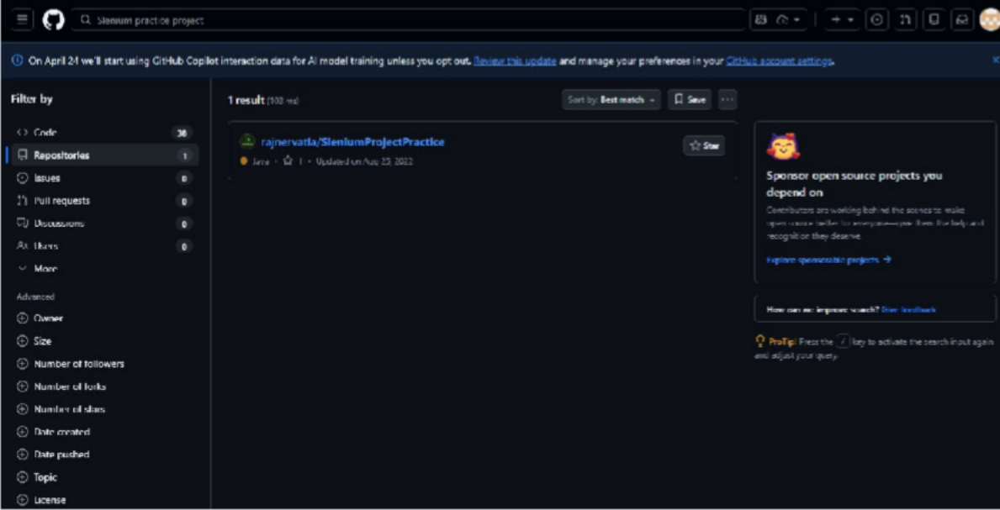 Slenium practice project
On April 24 we'll start using GitHub Copilot interaction data for AI model training unless you opt out. Review this update and manage your preferences in your GitHub account settings.
Filter by
Code 38
Repositories 1
Issues 0
Pull requests 0
Discussions 0
Users 0
More
Advanced
Owner
Size
Number of followers
Number of forks
Number of stars
Date created
Date pushed
Topic
License
1 result
Sort by: Best match
Save
rajnervatla/SleniumProjectPractice
Star
Java · 1 · Updated on Aug 25, 2022
Sponsor open source projects you
depend on
Contributors are working behind the scenes to make
open source better for everyone—give them the help and
recognition they deserve.
Explore sponsorable projects →
How can we improve search? Give feedback
ProTip! Press the / key to activate the search input again
and adjust your query.